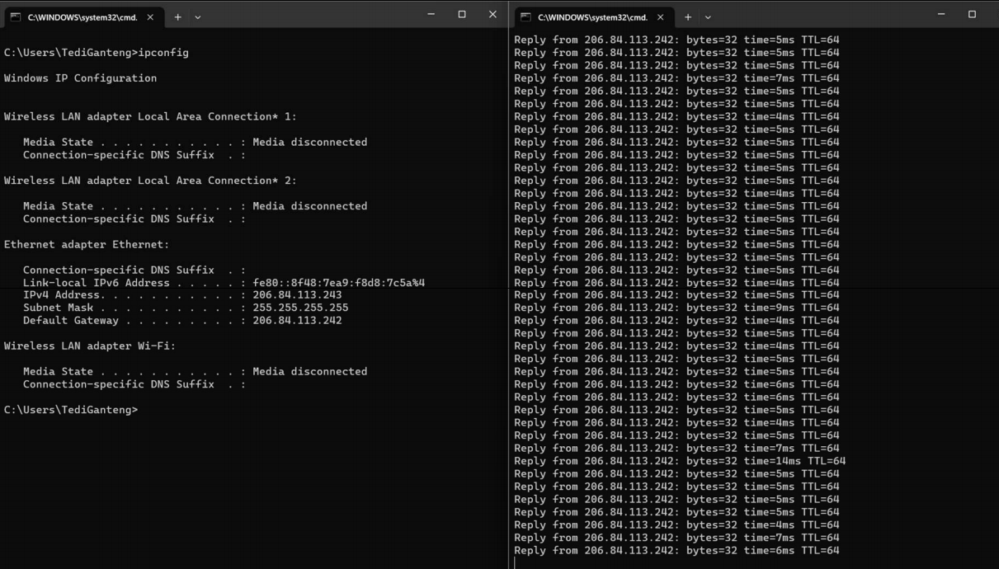 C:\WINDOWS\system32\cmd.
C:\Users\TediGanteng>ipconfig
Windows IP Configuration
Wireless LAN adapter Local Area Connection* 1:
Media State . . . . . . . . . . . : Media disconnected
Connection-specific DNS Suffix  . :
Wireless LAN adapter Local Area Connection* 2:
Media State . . . . . . . . . . . : Media disconnected
Connection-specific DNS Suffix  . :
Ethernet adapter Ethernet:
Connection-specific DNS Suffix  . :
Link-local IPv6 Address . . . . . : fe80::8f48:7ea9:f8d8:7c5a%4
IPv4 Address. . . . . . . . . . . : 206.84.113.243
Subnet Mask . . . . . . . . . . . : 255.255.255.255
Default Gateway . . . . . . . . . : 206.84.113.242
Wireless LAN adapter Wi-Fi:
Media State . . . . . . . . . . . : Media disconnected
Connection-specific DNS Suffix  . :
C:\Users\TediGanteng>
C:\WINDOWS\system32\cmd.
Reply from 206.84.113.242: bytes=32 time=5ms TTL=64
Reply from 206.84.113.242: bytes=32 time=5ms TTL=64
Reply from 206.84.113.242: bytes=32 time=5ms TTL=64
Reply from 206.84.113.242: bytes=32 time=7ms TTL=64
Reply from 206.84.113.242: bytes=32 time=5ms TTL=64
Reply from 206.84.113.242: bytes=32 time=5ms TTL=64
Reply from 206.84.113.242: bytes=32 time=4ms TTL=64
Reply from 206.84.113.242: bytes=32 time=5ms TTL=64
Reply from 206.84.113.242: bytes=32 time=5ms TTL=64
Reply from 206.84.113.242: bytes=32 time=5ms TTL=64
Reply from 206.84.113.242: bytes=32 time=5ms TTL=64
Reply from 206.84.113.242: bytes=32 time=5ms TTL=64
Reply from 206.84.113.242: bytes=32 time=4ms TTL=64
Reply from 206.84.113.242: bytes=32 time=5ms TTL=64
Reply from 206.84.113.242: bytes=32 time=5ms TTL=64
Reply from 206.84.113.242: bytes=32 time=5ms TTL=64
Reply from 206.84.113.242: bytes=32 time=5ms TTL=64
Reply from 206.84.113.242: bytes=32 time=5ms TTL=64
Reply from 206.84.113.242: bytes=32 time=5ms TTL=64
Reply from 206.84.113.242: bytes=32 time=4ms TTL=64
Reply from 206.84.113.242: bytes=32 time=5ms TTL=64
Reply from 206.84.113.242: bytes=32 time=9ms TTL=64
Reply from 206.84.113.242: bytes=32 time=4ms TTL=64
Reply from 206.84.113.242: bytes=32 time=5ms TTL=64
Reply from 206.84.113.242: bytes=32 time=4ms TTL=64
Reply from 206.84.113.242: bytes=32 time=5ms TTL=64
Reply from 206.84.113.242: bytes=32 time=5ms TTL=64
Reply from 206.84.113.242: bytes=32 time=6ms TTL=64
Reply from 206.84.113.242: bytes=32 time=6ms TTL=64
Reply from 206.84.113.242: bytes=32 time=5ms TTL=64
Reply from 206.84.113.242: bytes=32 time=4ms TTL=64
Reply from 206.84.113.242: bytes=32 time=5ms TTL=64
Reply from 206.84.113.242: bytes=32 time=7ms TTL=64
Reply from 206.84.113.242: bytes=32 time=14ms TTL=64
Reply from 206.84.113.242: bytes=32 time=5ms TTL=64
Reply from 206.84.113.242: bytes=32 time=5ms TTL=64
Reply from 206.84.113.242: bytes=32 time=5ms TTL=64
Reply from 206.84.113.242: bytes=32 time=5ms TTL=64
Reply from 206.84.113.242: bytes=32 time=4ms TTL=64
Reply from 206.84.113.242: bytes=32 time=7ms TTL=64
Reply from 206.84.113.242: bytes=32 time=6ms TTL=64